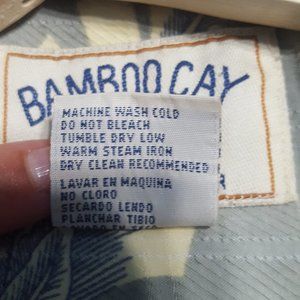 BAMBOO CAY
MACHINE WASH COLD
DO NOT BLEACH
TUMBLE DRY LOW
WARM STEAM IRON
DRY CLEAN RECOMMENDED
LAVAR EN MAQUINA
NO CLORO
SECARDO LENDO
PLANCHAR TIBIO